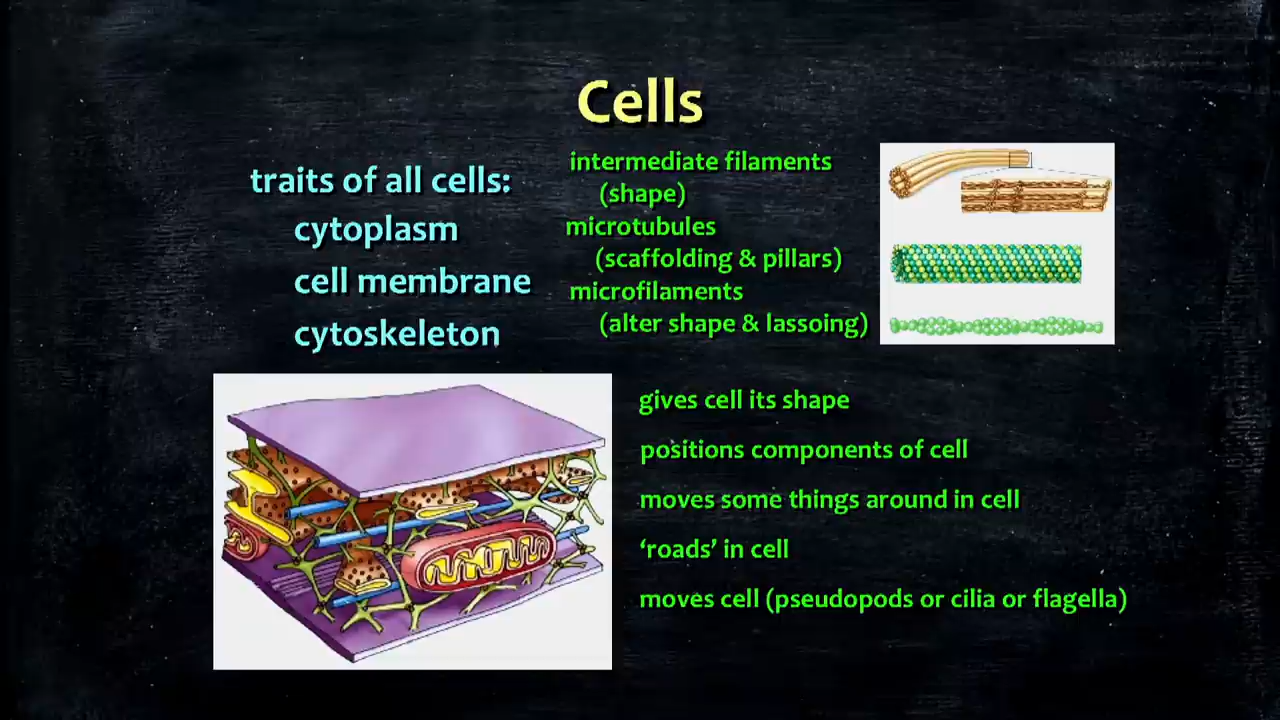 Cells
traits of all cells:
cytoplasm
cell membrane
cytoskeleton
intermediate filaments
(shape)
microtubules
(scaffolding & pillars)
microfilaments
(alter shape & lassoing)
gives cell its shape
positions components of cell
moves some things around in cell
‘roads’ in cell
moves cell (pseudopods or cilia or flagella)